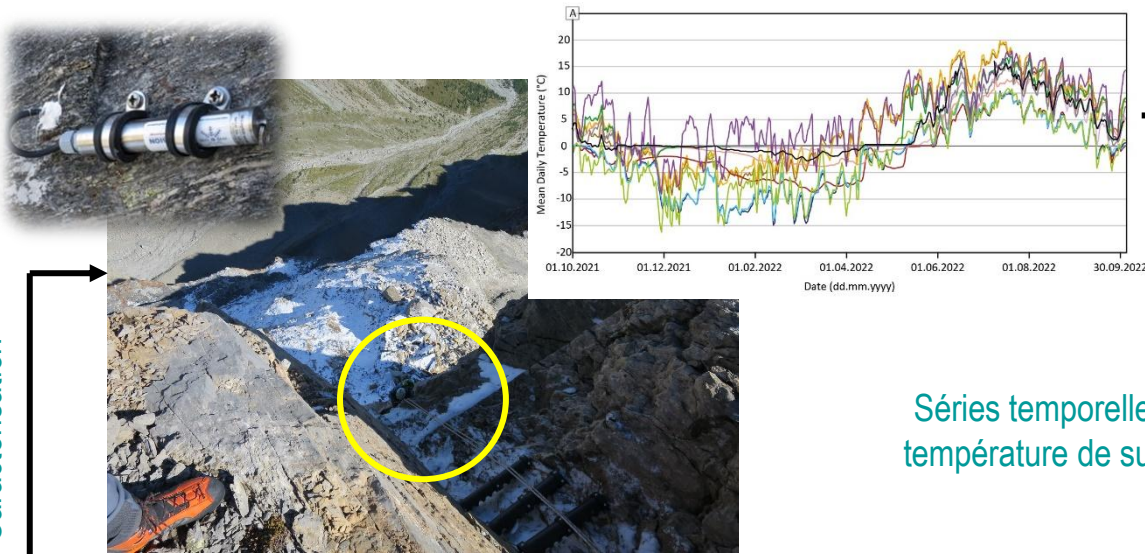 A
Mean Daily Temperature (°C)
20
15
10
5
0
-5
-10
-15
-20
01.10.2021 01.12.2021 01.02.2022 01.04.2022 01.06.2022 01.08.2022 30.09.2022
Date (dd.mm.yyyy)
Séries temporelle
température de su